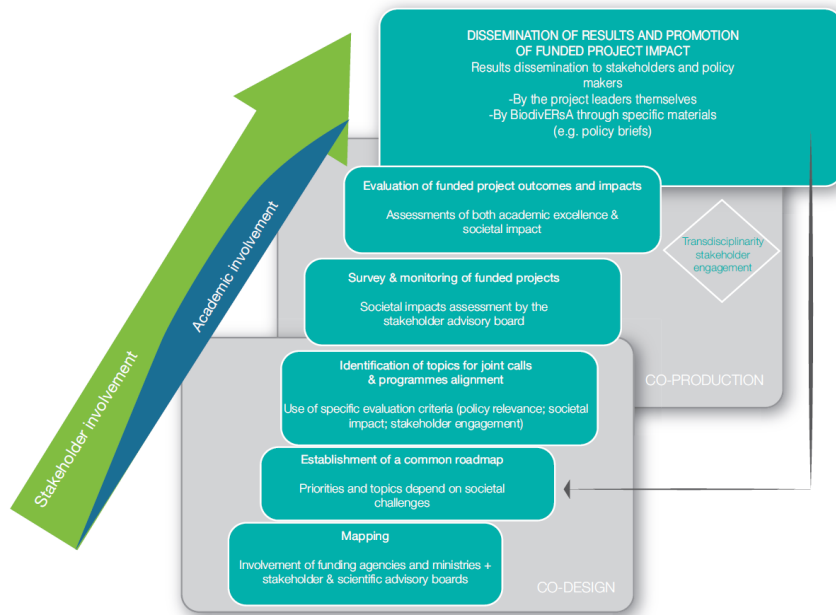 DISSEMINATION OF RESULTS AND PROMOTION
OF FUNDED PROJECT IMPACT
Results dissemination to stakeholders and policy
makers
-By the project leaders themselves
-By BiodivERsA through specific materials
(e.g. policy briefs)
Evaluation of funded project outcomes and impacts
Assessments of both academic excellence &
societal impact
Transdisciplinarity
stakeholder
engagement
Survey & monitoring of funded projects
Societal impacts assessment by the
stakeholder advisory board
Identification of topics for joint calls
& programmes alignment
Use of specific evaluation criteria (policy relevance; societal
impact; stakeholder engagement)
CO-PRODUCTION
Establishment of a common roadmap
Priorities and topics depend on societal
challenges
Mapping
Involvement of funding agencies and ministries +
stakeholder & scientific advisory boards
CO-DESIGN
Academic involvement
Stakeholder involvement